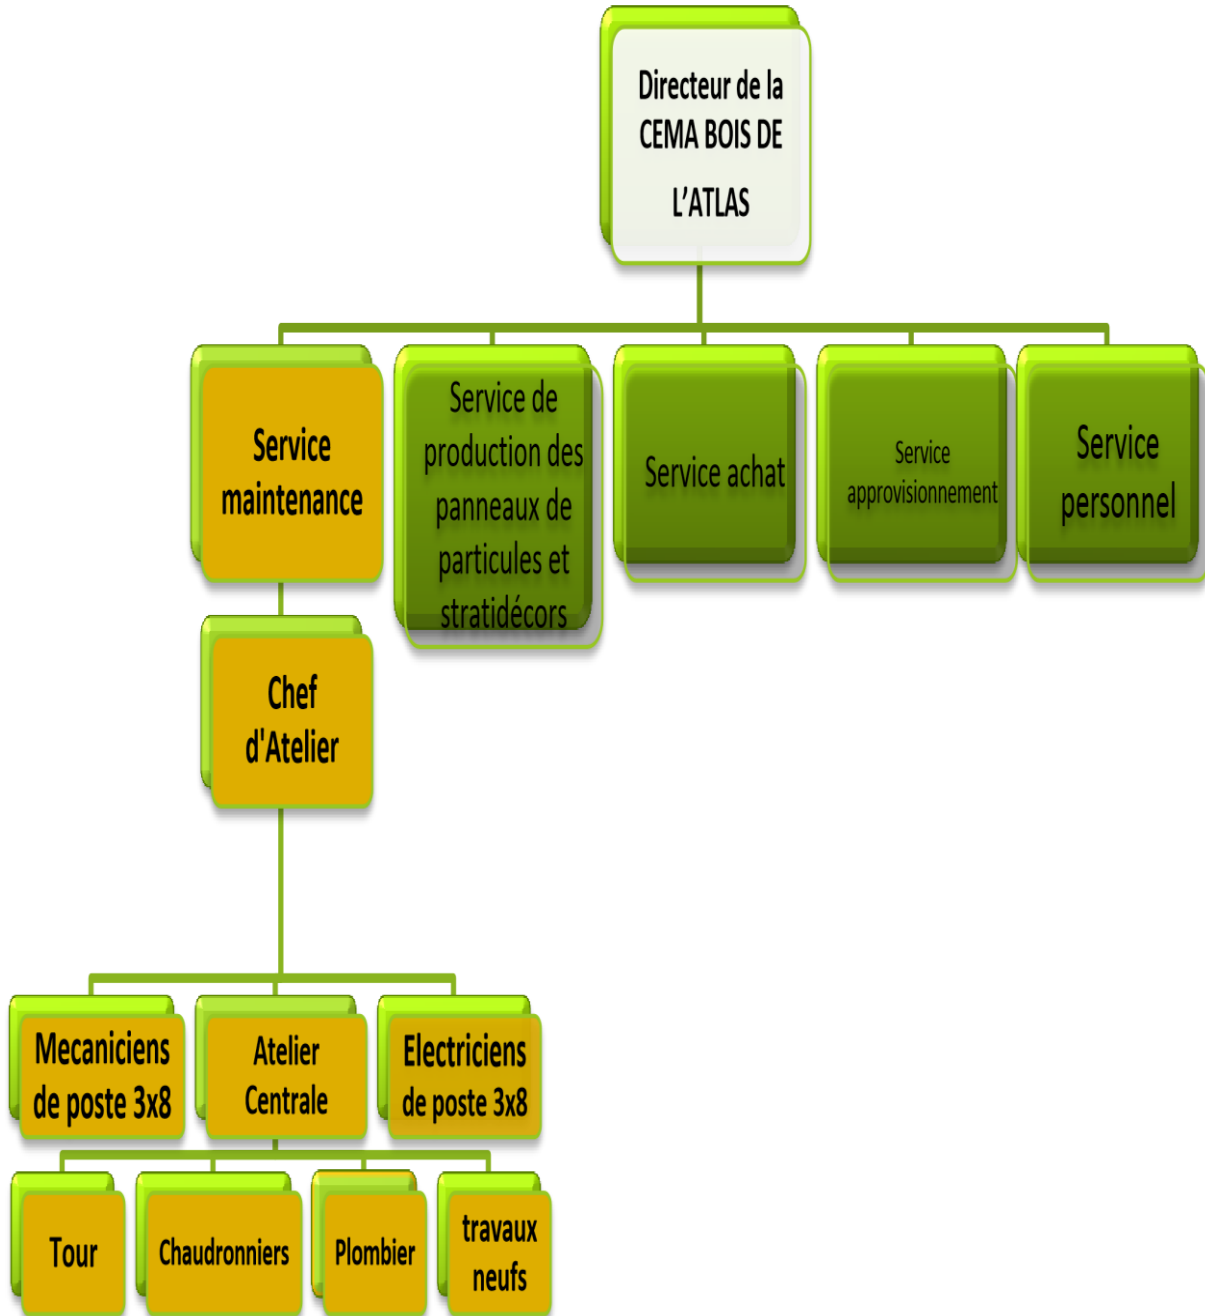 Directeur de la
CEMA BOIS DE
L’ATLAS
Service
maintenance
Service de
production des
panneaux de
particules et
stratidécors
Service achat
Service
approvisionnement
Service
personnel
Chef
d'Atelier
Mecaniciens
de poste 3x8
Atelier
Centrale
Electriciens
de poste 3x8
Tour
Chaudronniers
Plombier
travaux
neufs